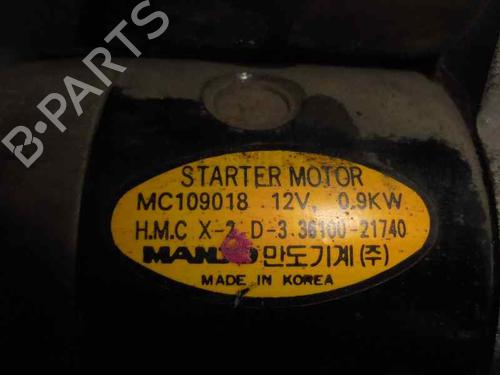 B-PARTS
STARTER MOTOR
MC109018 12V, 0.9KW
H.M.C X-2, D-3. 36100-21740
MANDO 만도기계(주)
MADE IN KOREA